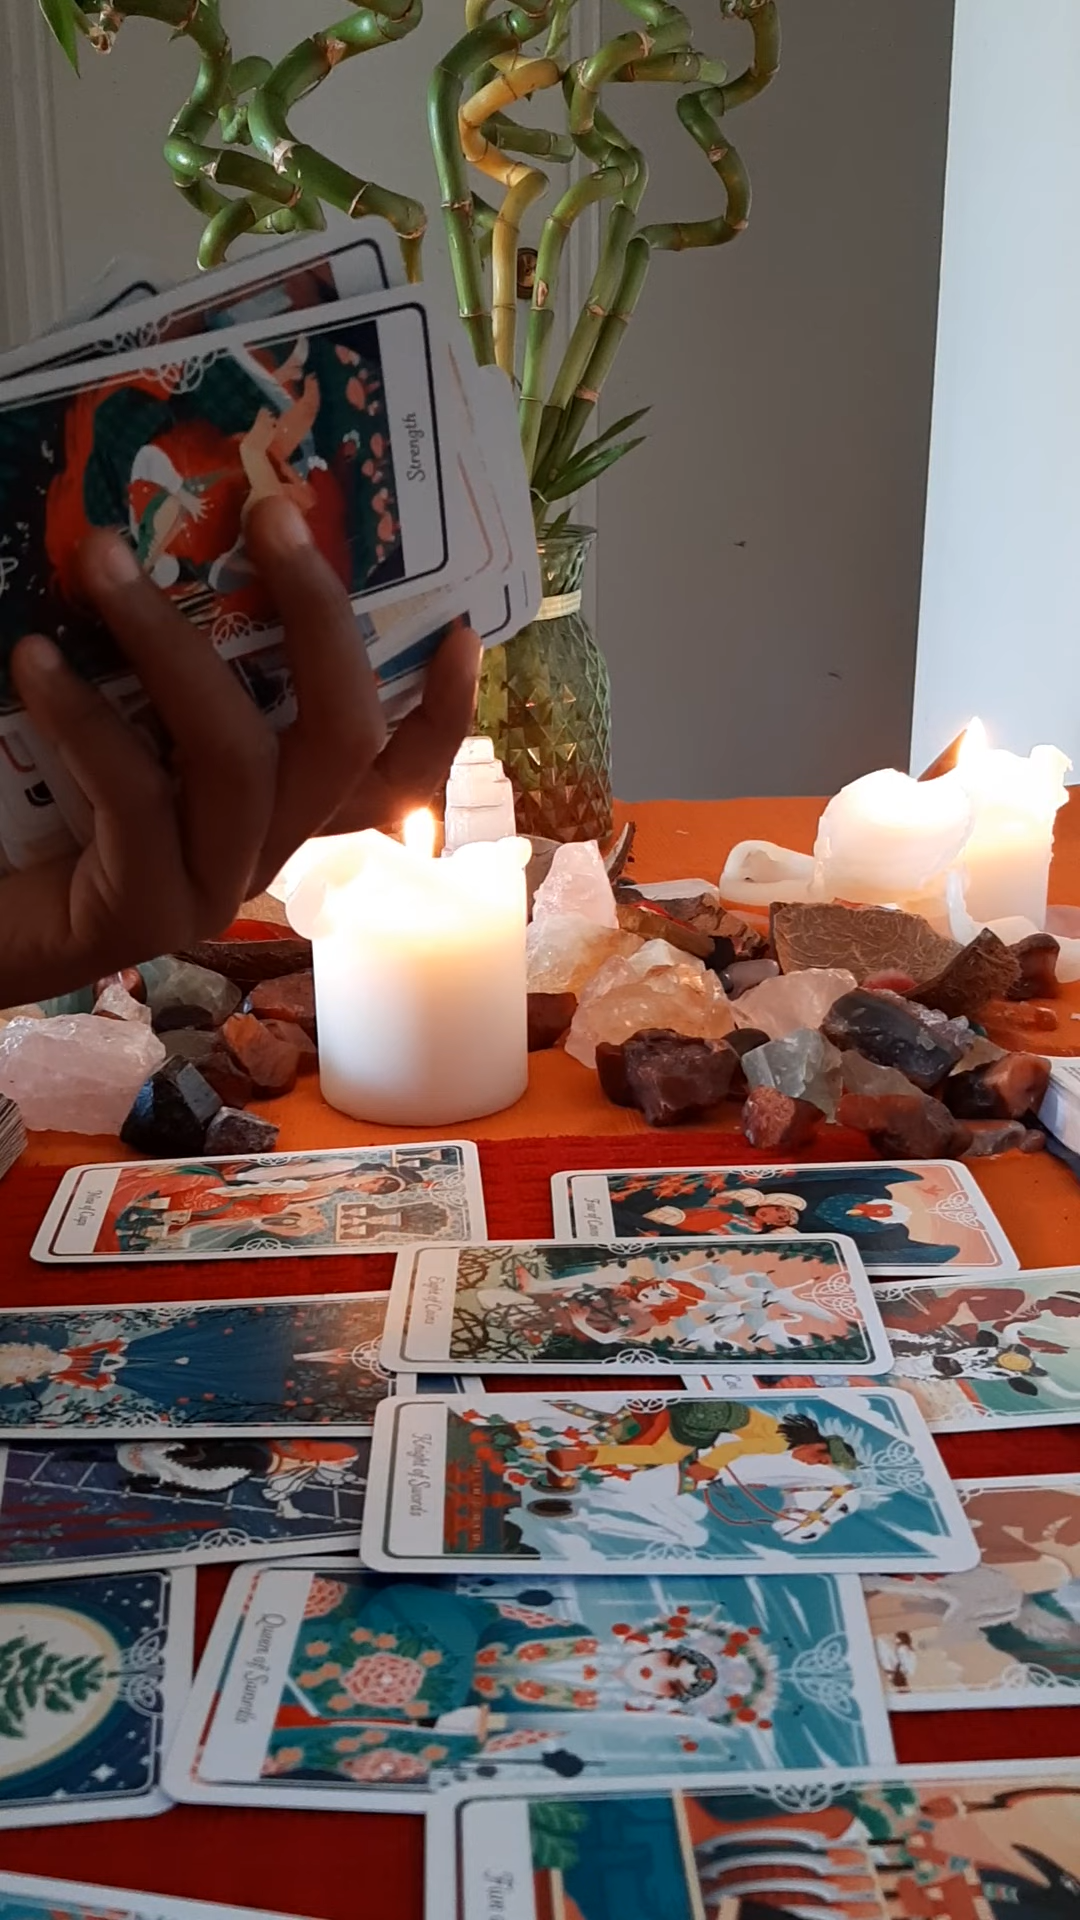 Strength
Nine of Cups
Four of Coins
Eight of Coins
Knight of Swords
Queen of Swords